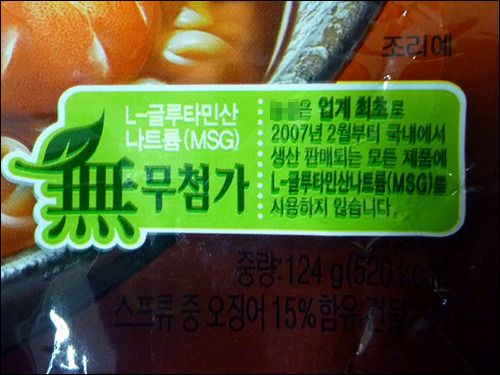 조리예
L-글루타민산
나트륨(MSG)
無 무첨가
은 업계 최초로
2007년 2월부터 국내에서
생산 판매되는 모든 제품에
L-글루타민산나트륨(MSG)를
사용하지 않습니다.
중량:124 g(520 kcal)
스프류 중 오징어 15% 함유,건물